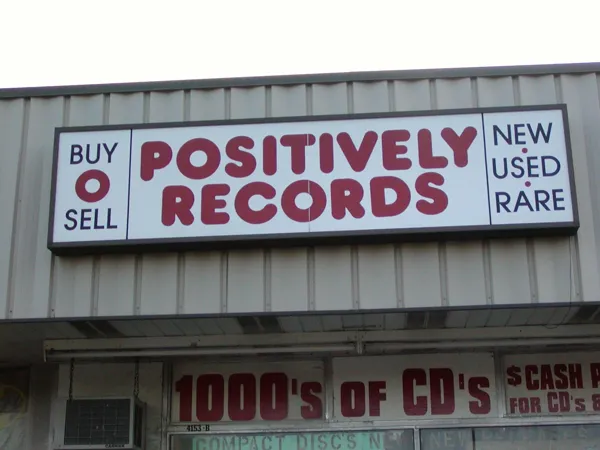 BUY
SELL
POSITIVELY
RECORDS
NEW
USED
RARE
1000's OF CD's
$ CASH
FOR CD's &
4153-B
COMPACT DISC'S
NEW